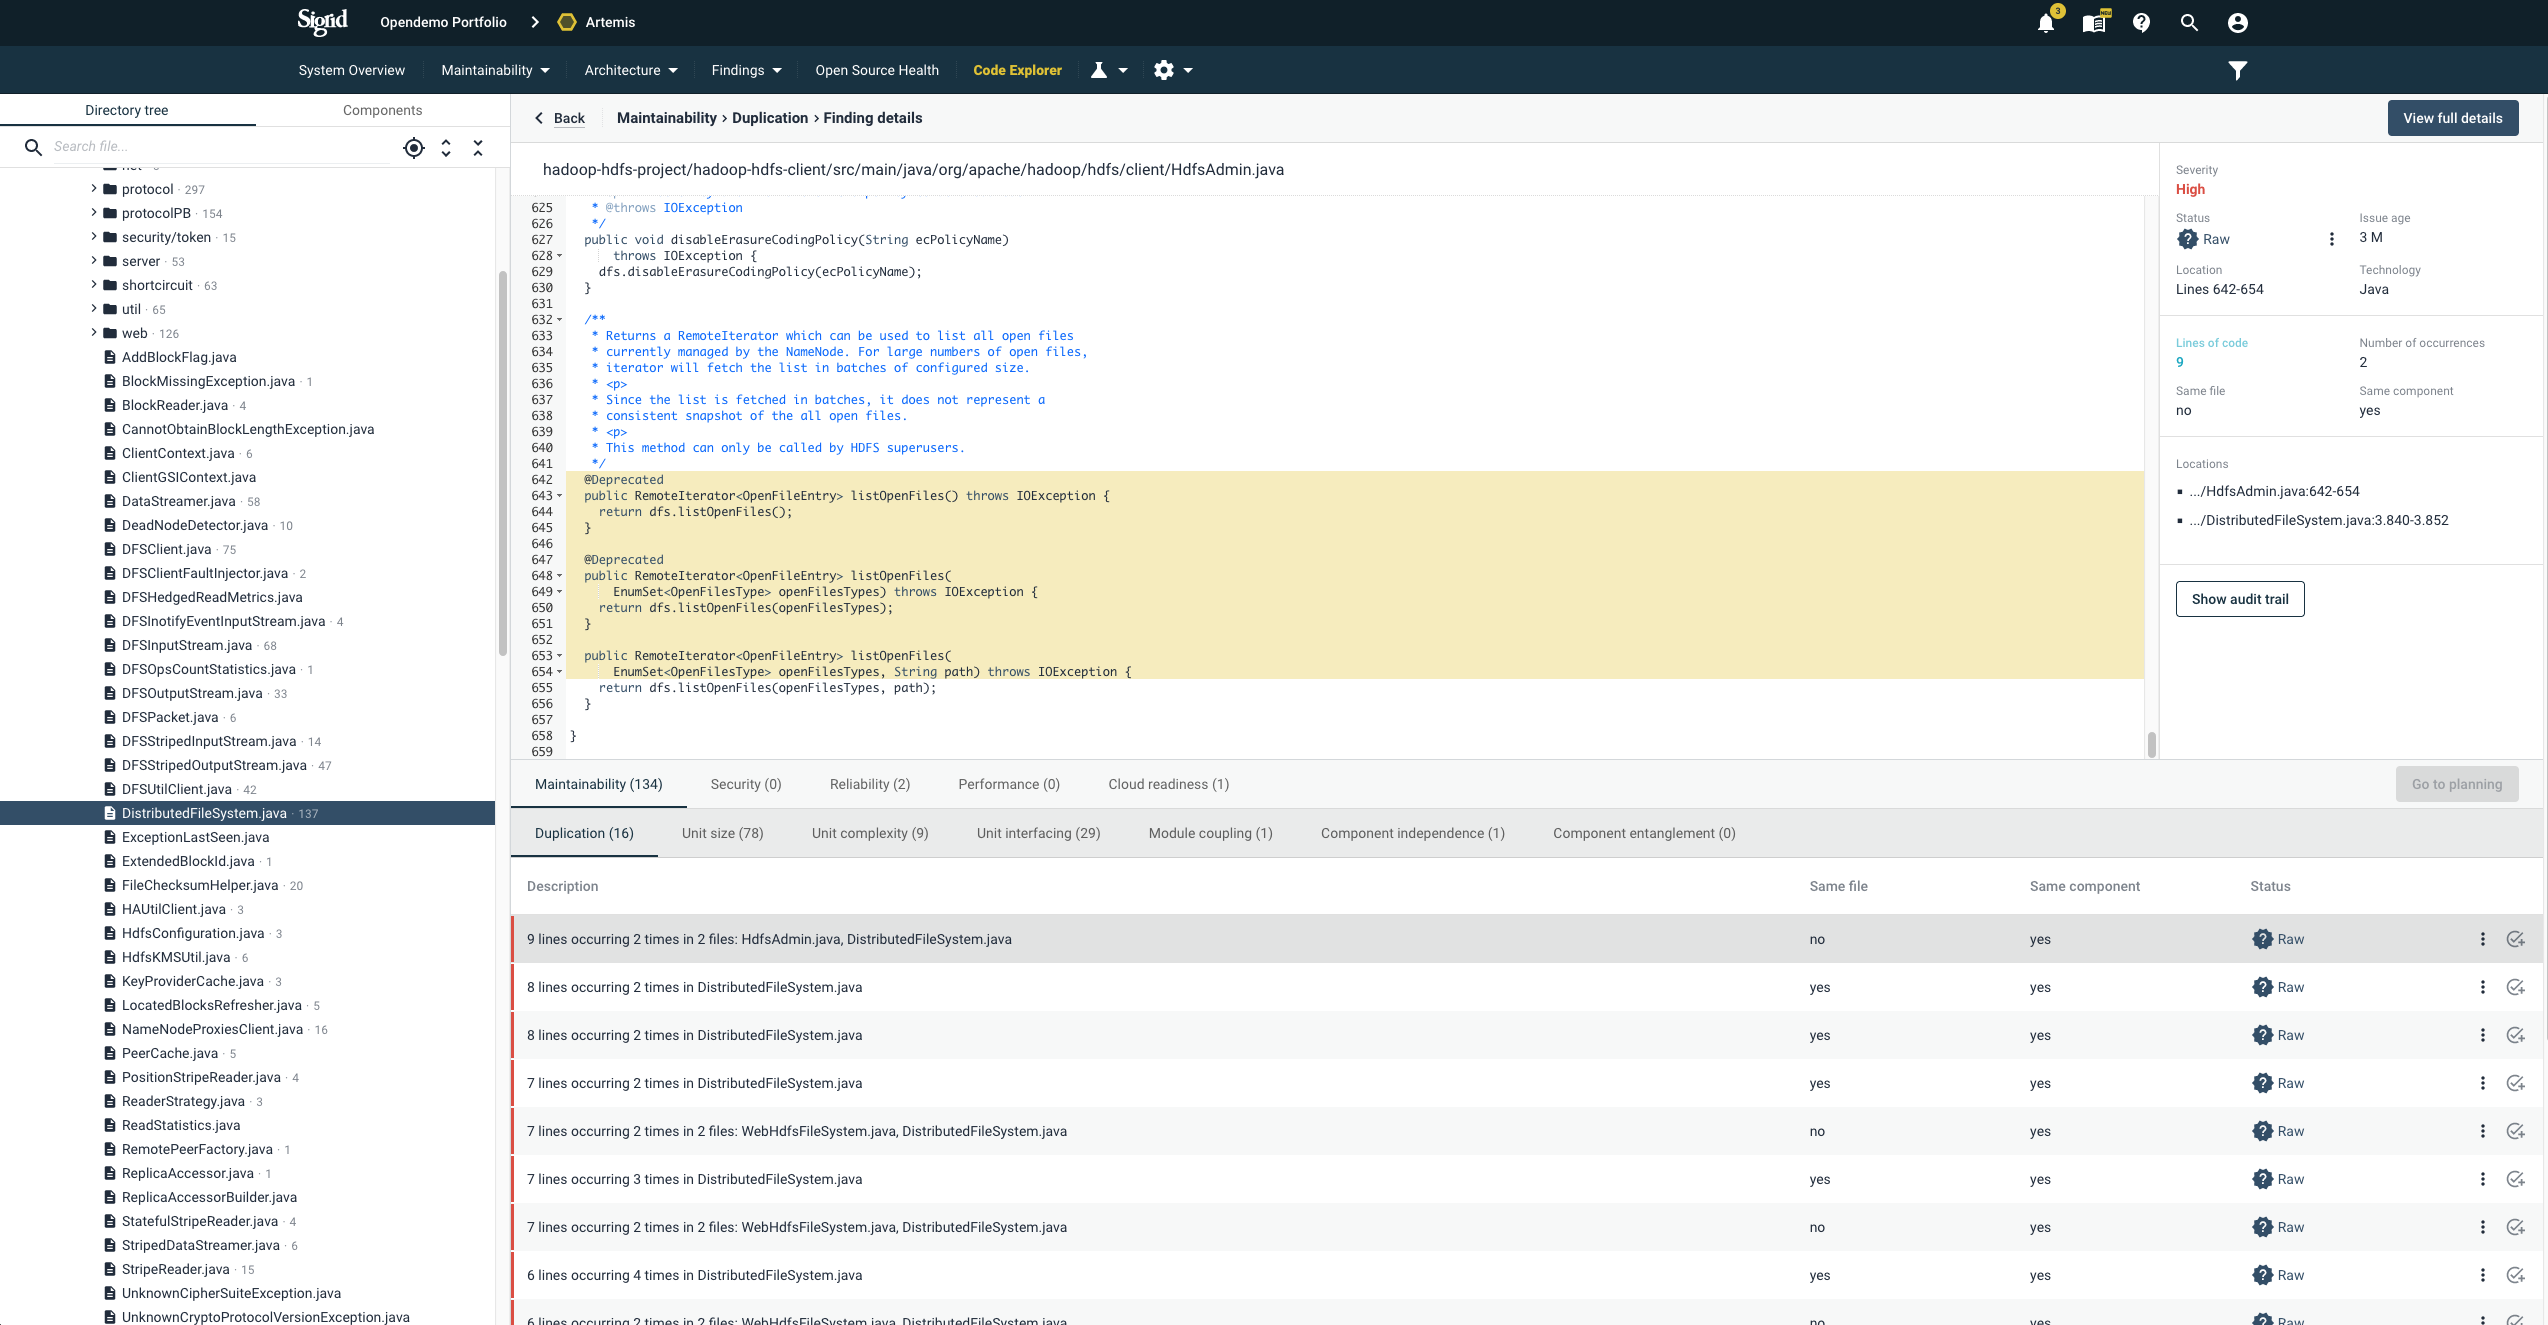 Sigrid
Opendemo Portfolio
Artemis
3
NEW
System Overview
Maintainability
Architecture
Findings
Open Source Health
Code Explorer
Directory tree
Components
Search file...
protocol · 297
protocolPB · 154
security/token · 15
server · 53
shortcircuit · 63
util · 65
web · 126
AddBlockFlag.java
BlockMissingException.java · 1
BlockReader.java · 4
CannotObtainBlockLengthException.java
ClientContext.java · 6
ClientGSIContext.java
DataStreamer.java · 58
DeadNodeDetector.java · 10
DFSClient.java · 75
DFSClientFaultInjector.java · 2
DFSHedgedReadMetrics.java
DFSInotifyEventInputStream.java · 4
DFSInputStream.java · 68
DFSOpsCountStatistics.java · 1
DFSOutputStream.java · 33
DFSPacket.java · 6
DFSStripedInputStream.java · 14
DFSStripedOutputStream.java · 47
DFSUtilClient.java · 42
DistributedFileSystem.java · 137
ExceptionLastSeen.java
ExtendedBlockId.java · 1
FileChecksumHelper.java · 20
HAUtilClient.java · 3
HdfsConfiguration.java · 3
HdfsKMSUtil.java · 6
KeyProviderCache.java · 3
LocatedBlocksRefresher.java · 5
NameNodeProxiesClient.java · 16
PeerCache.java · 5
PositionStripeReader.java · 4
ReaderStrategy.java · 3
ReadStatistics.java
RemotePeerFactory.java · 1
ReplicaAccessor.java · 1
ReplicaAccessorBuilder.java
StatefulStripeReader.java · 4
StripedDataStreamer.java · 6
StripeReader.java · 15
UnknownCipherSuiteException.java
UnknownCryptoProtocolVersionException.java
Back
Maintainability › Duplication › Finding details
View full details
hadoop-hdfs-project/hadoop-hdfs-client/src/main/java/org/apache/hadoop/hdfs/client/HdfsAdmin.java
625 * @throws IOException
626 */
627 public void disableErasureCodingPolicy(String ecPolicyName)
628 throws IOException {
629 dfs.disableErasureCodingPolicy(ecPolicyName);
630 }
631
632 /**
633 * Returns a RemoteIterator which can be used to list all open files
634 * currently managed by the NameNode. For large numbers of open files,
635 * iterator will fetch the list in batches of configured size.
636 * <p>
637 * Since the list is fetched in batches, it does not represent a
638 * consistent snapshot of the all open files.
639 * <p>
640 * This method can only be called by HDFS superusers.
641 */
642 @Deprecated
643 public RemoteIterator<OpenFileEntry> listOpenFiles() throws IOException {
644 return dfs.listOpenFiles();
645 }
646
647 @Deprecated
648 public RemoteIterator<OpenFileEntry> listOpenFiles(
649 EnumSet<OpenFilesType> openFilesTypes) throws IOException {
650 return dfs.listOpenFiles(openFilesTypes);
651 }
652
653 public RemoteIterator<OpenFileEntry> listOpenFiles(
654 EnumSet<OpenFilesType> openFilesTypes, String path) throws IOException {
655 return dfs.listOpenFiles(openFilesTypes, path);
656 }
657
658 }
659
Severity
High
Status
Raw
Issue age
3 M
Location
Lines 642-654
Technology
Java
Lines of code
9
Number of occurrences
2
Same file
no
Same component
yes
Locations
.../HdfsAdmin.java:642-654
.../DistributedFileSystem.java:3.840-3.852
Show audit trail
Maintainability (134)
Security (0)
Reliability (2)
Performance (0)
Cloud readiness (1)
Go to planning
Duplication (16)
Unit size (78)
Unit complexity (9)
Unit interfacing (29)
Module coupling (1)
Component independence (1)
Component entanglement (0)
Description Same file Same component Status
9 lines occurring 2 times in 2 files: HdfsAdmin.java, DistributedFileSystem.java no yes Raw
8 lines occurring 2 times in DistributedFileSystem.java yes yes Raw
8 lines occurring 2 times in DistributedFileSystem.java yes yes Raw
7 lines occurring 2 times in DistributedFileSystem.java yes yes Raw
7 lines occurring 2 times in 2 files: WebHdfsFileSystem.java, DistributedFileSystem.java no yes Raw
7 lines occurring 3 times in DistributedFileSystem.java yes yes Raw
7 lines occurring 2 times in 2 files: WebHdfsFileSystem.java, DistributedFileSystem.java no yes Raw
6 lines occurring 4 times in DistributedFileSystem.java yes yes Raw
6 lines occurring 2 times in 2 files: WebHdfsFileSystem.java, DistributedFileSystem.java no yes Raw